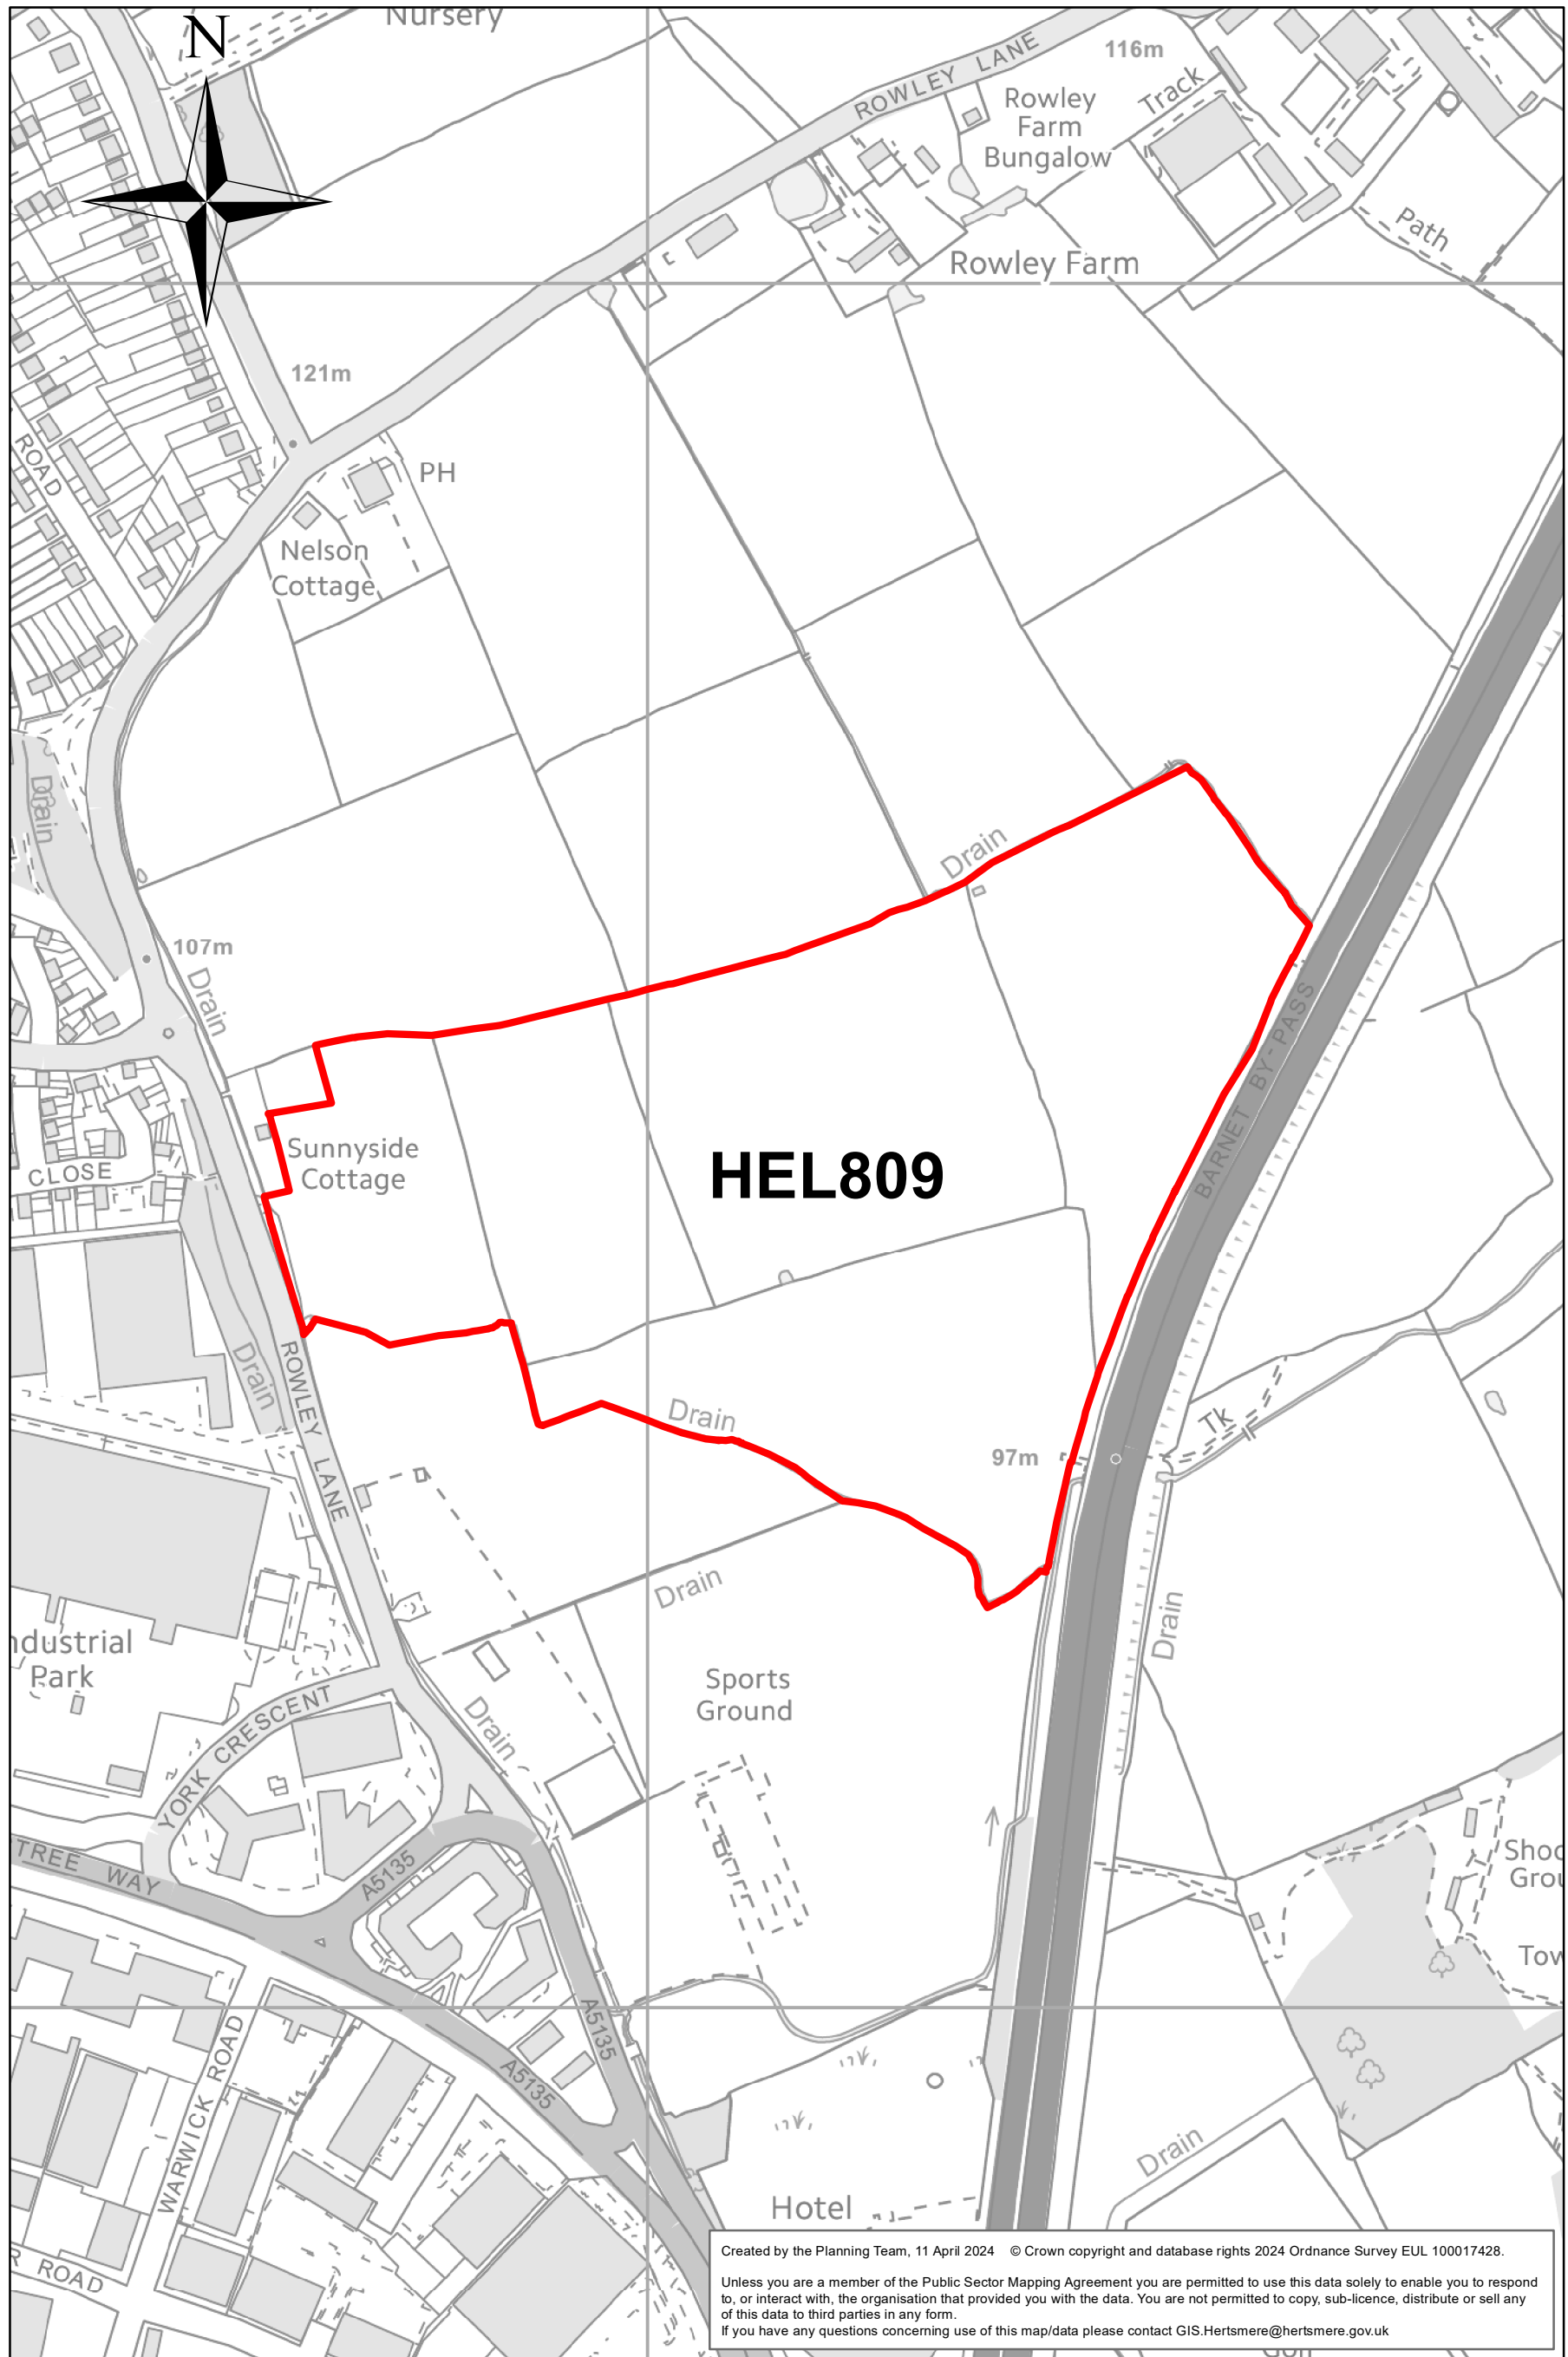 Nursery
N
116m
ROWLEY LANE
Rowley
Farm
Bungalow
Track
Path
Rowley Farm
121m
ROAD
PH
Nelson
Cottage
Drain
Drain
107m
Drain
Sunnyside
Cottage
CLOSE
HEL809
BARNET BY-PASS
Drain
ROWLEY LANE
Drain
Tk
97m
Drain
Drain
ndustrial
Park
Sports
Ground
Drain
YORK CRESCENT
TREE WAY
A5135
Shoo
Grou
Tow
A5135
A5135
WARWICK ROAD
Drain
Hotel
R ROAD
Created by the Planning Team, 11 April 2024 © Crown copyright and database rights 2024 Ordnance Survey EUL 100017428.
Unless you are a member of the Public Sector Mapping Agreement you are permitted to use this data solely to enable you to respond
to, or interact with, the organisation that provided you with the data. You are not permitted to copy, sub-licence, distribute or sell any
of this data to third parties in any form.
If you have any questions concerning use of this map/data please contact GIS.Hertsmere@hertsmere.gov.uk